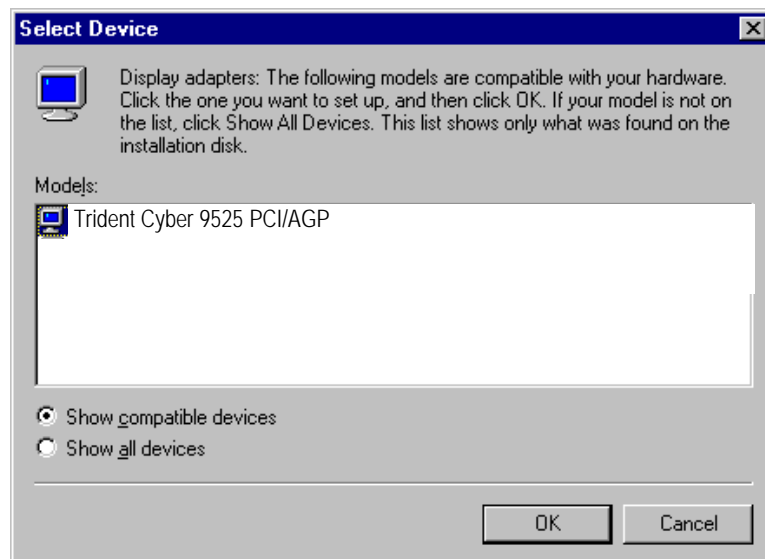 Select Device
Display adapters: The following models are compatible with your hardware.
Click the one you want to set up, and then click OK. If your model is not on
the list, click Show All Devices. This list shows only what was found on the
installation disk.
Models:
Trident Cyber 9525 PCI/AGP
Show compatible devices
Show all devices
OK Cancel